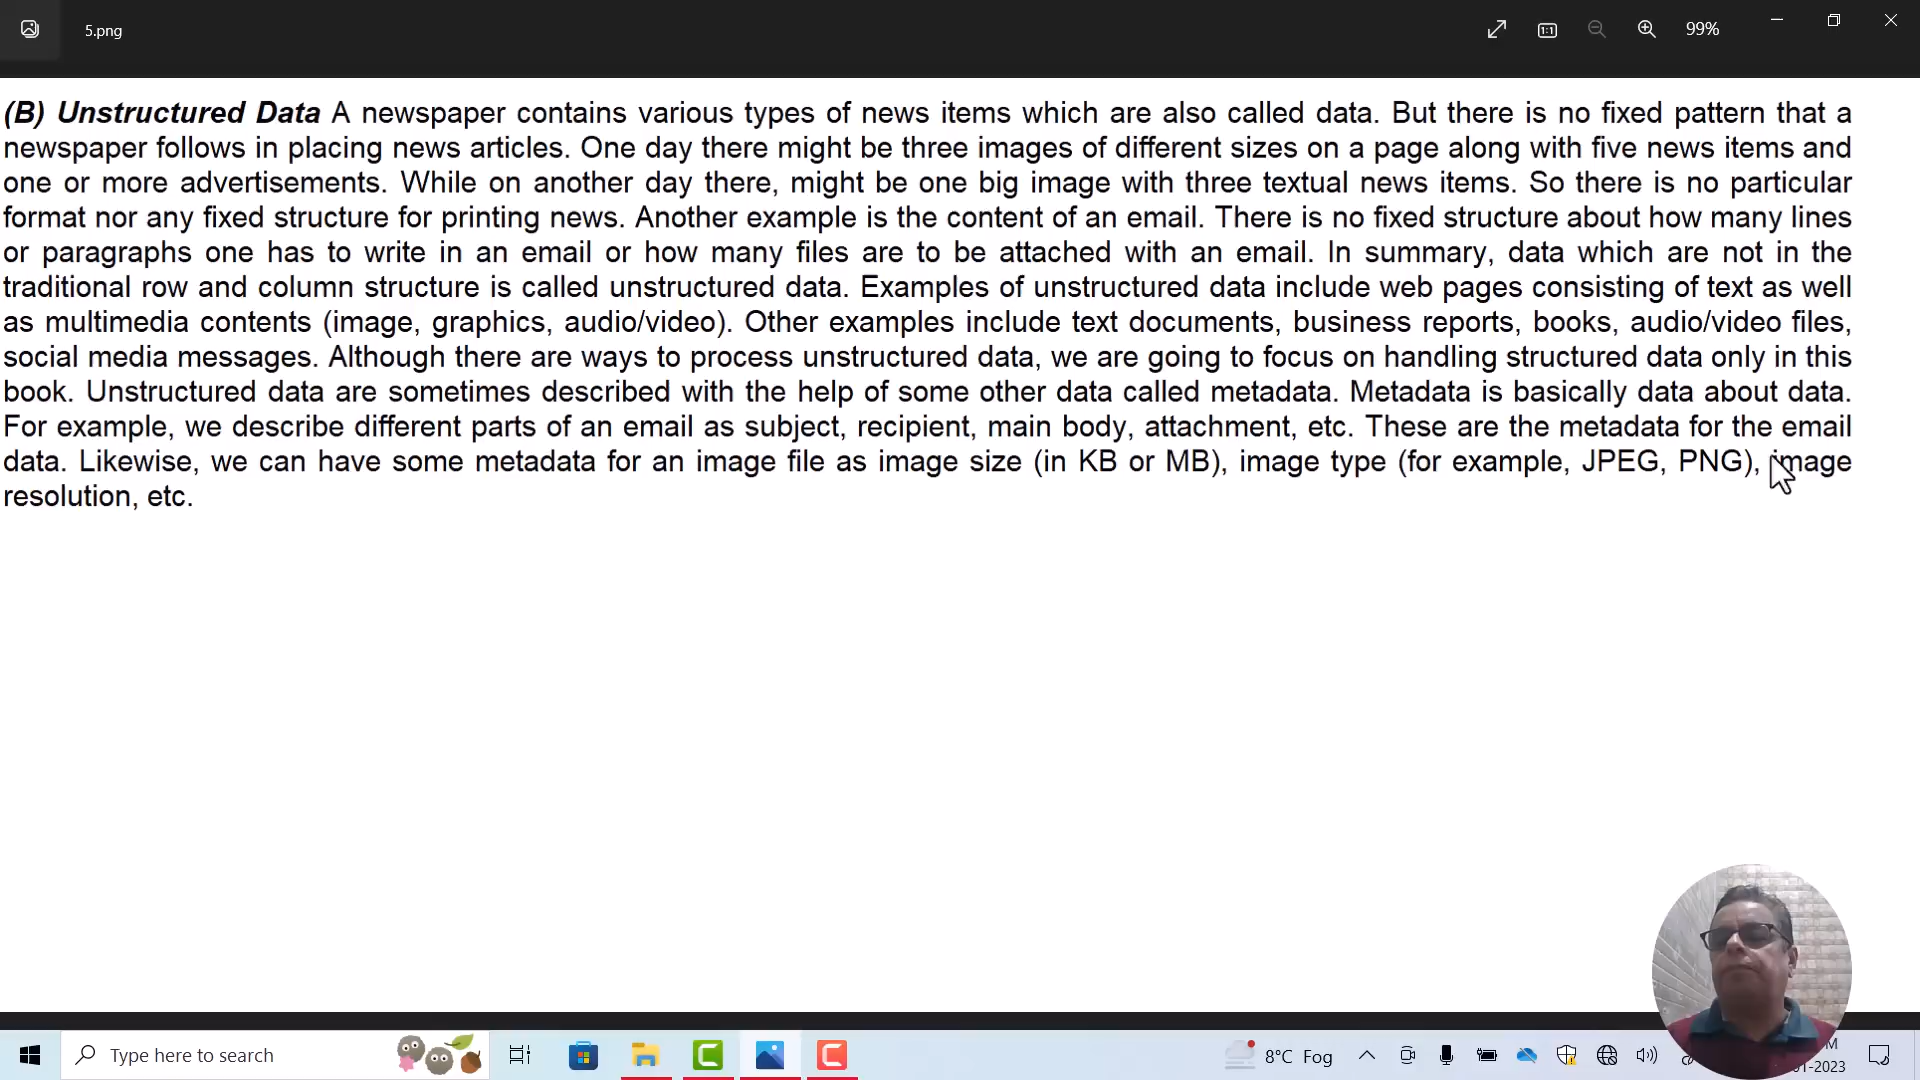 5.png
99%
(B) Unstructured Data A newspaper contains various types of news items which are also called data. But there is no fixed pattern that a
newspaper follows in placing news articles. One day there might be three images of different sizes on a page along with five news items and
one or more advertisements. While on another day there, might be one big image with three textual news items. So there is no particular
format nor any fixed structure for printing news. Another example is the content of an email. There is no fixed structure about how many lines
or paragraphs one has to write in an email or how many files are to be attached with an email. In summary, data which are not in the
traditional row and column structure is called unstructured data. Examples of unstructured data include web pages consisting of text as well
as multimedia contents (image, graphics, audio/video). Other examples include text documents, business reports, books, audio/video files,
social media messages. Although there are ways to process unstructured data, we are going to focus on handling structured data only in this
book. Unstructured data are sometimes described with the help of some other data called metadata. Metadata is basically data about data.
For example, we describe different parts of an email as subject, recipient, main body, attachment, etc. These are the metadata for the email
data. Likewise, we can have some metadata for an image file as image size (in KB or MB), image type (for example, JPEG, PNG), image
resolution, etc.
Type here to search
8°C Fog